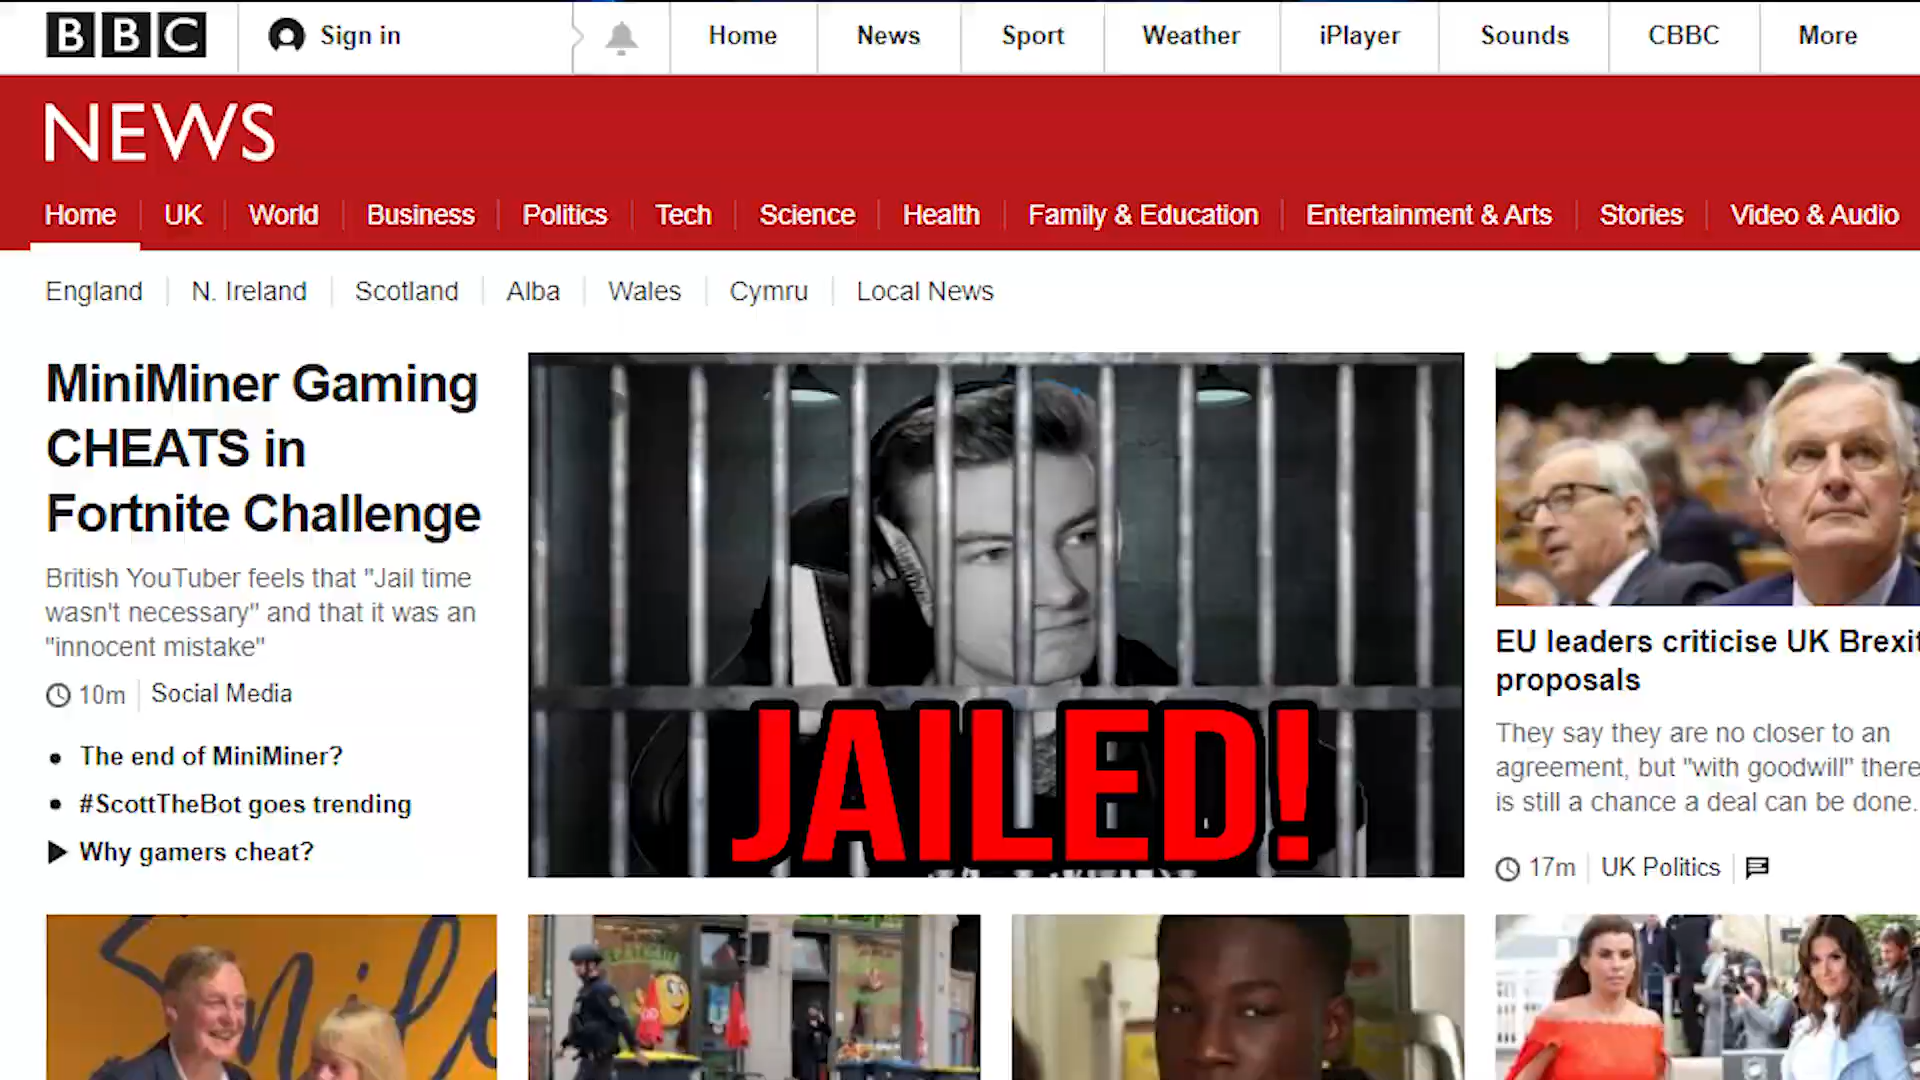 BBC Sign in Home News Sport Weather iPlayer Sounds CBBC More
NEWS
Home UK World Business Politics Tech Science Health Family & Education Entertainment & Arts Stories Video & Audio
England N. Ireland Scotland Alba Wales Cymru Local News
MiniMiner Gaming
CHEATS in
Fortnite Challenge
British YouTuber feels that "Jail time
wasn't necessary" and that it was an
"innocent mistake"
10m Social Media
The end of MiniMiner?
#ScottTheBot goes trending
Why gamers cheat?
JAILED!
EU leaders criticise UK Brexit
proposals
They say they are no closer to an
agreement, but "with goodwill" there
is still a chance a deal can be done.
17m UK Politics